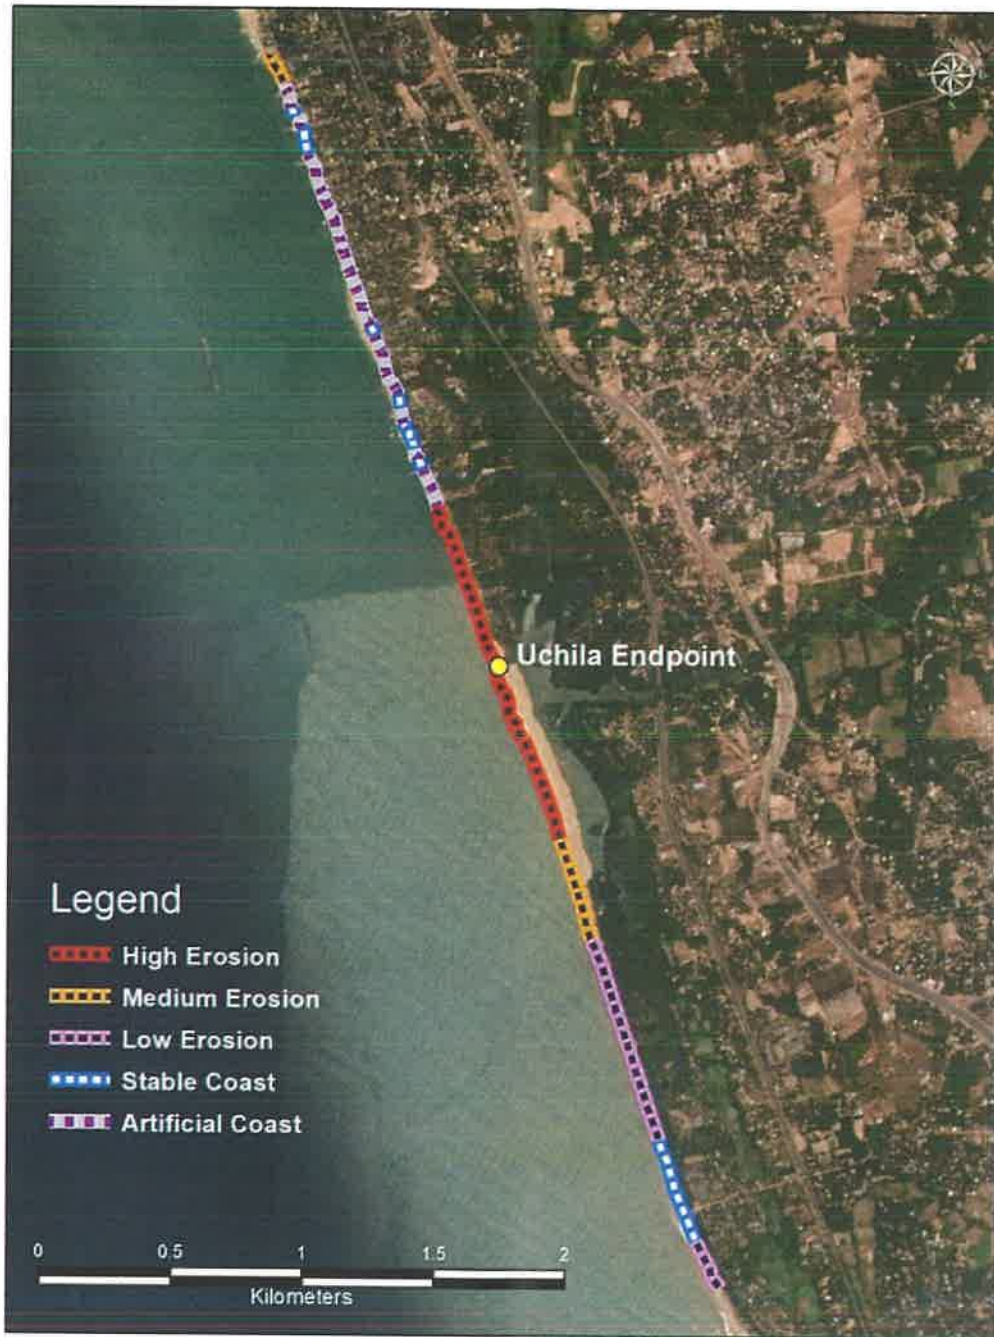 Uchila Endpoint
Legend
High Erosion
Medium Erosion
Low Erosion
Stable Coast
Artificial Coast
0 0.5 1 1.5 2
Kilometers